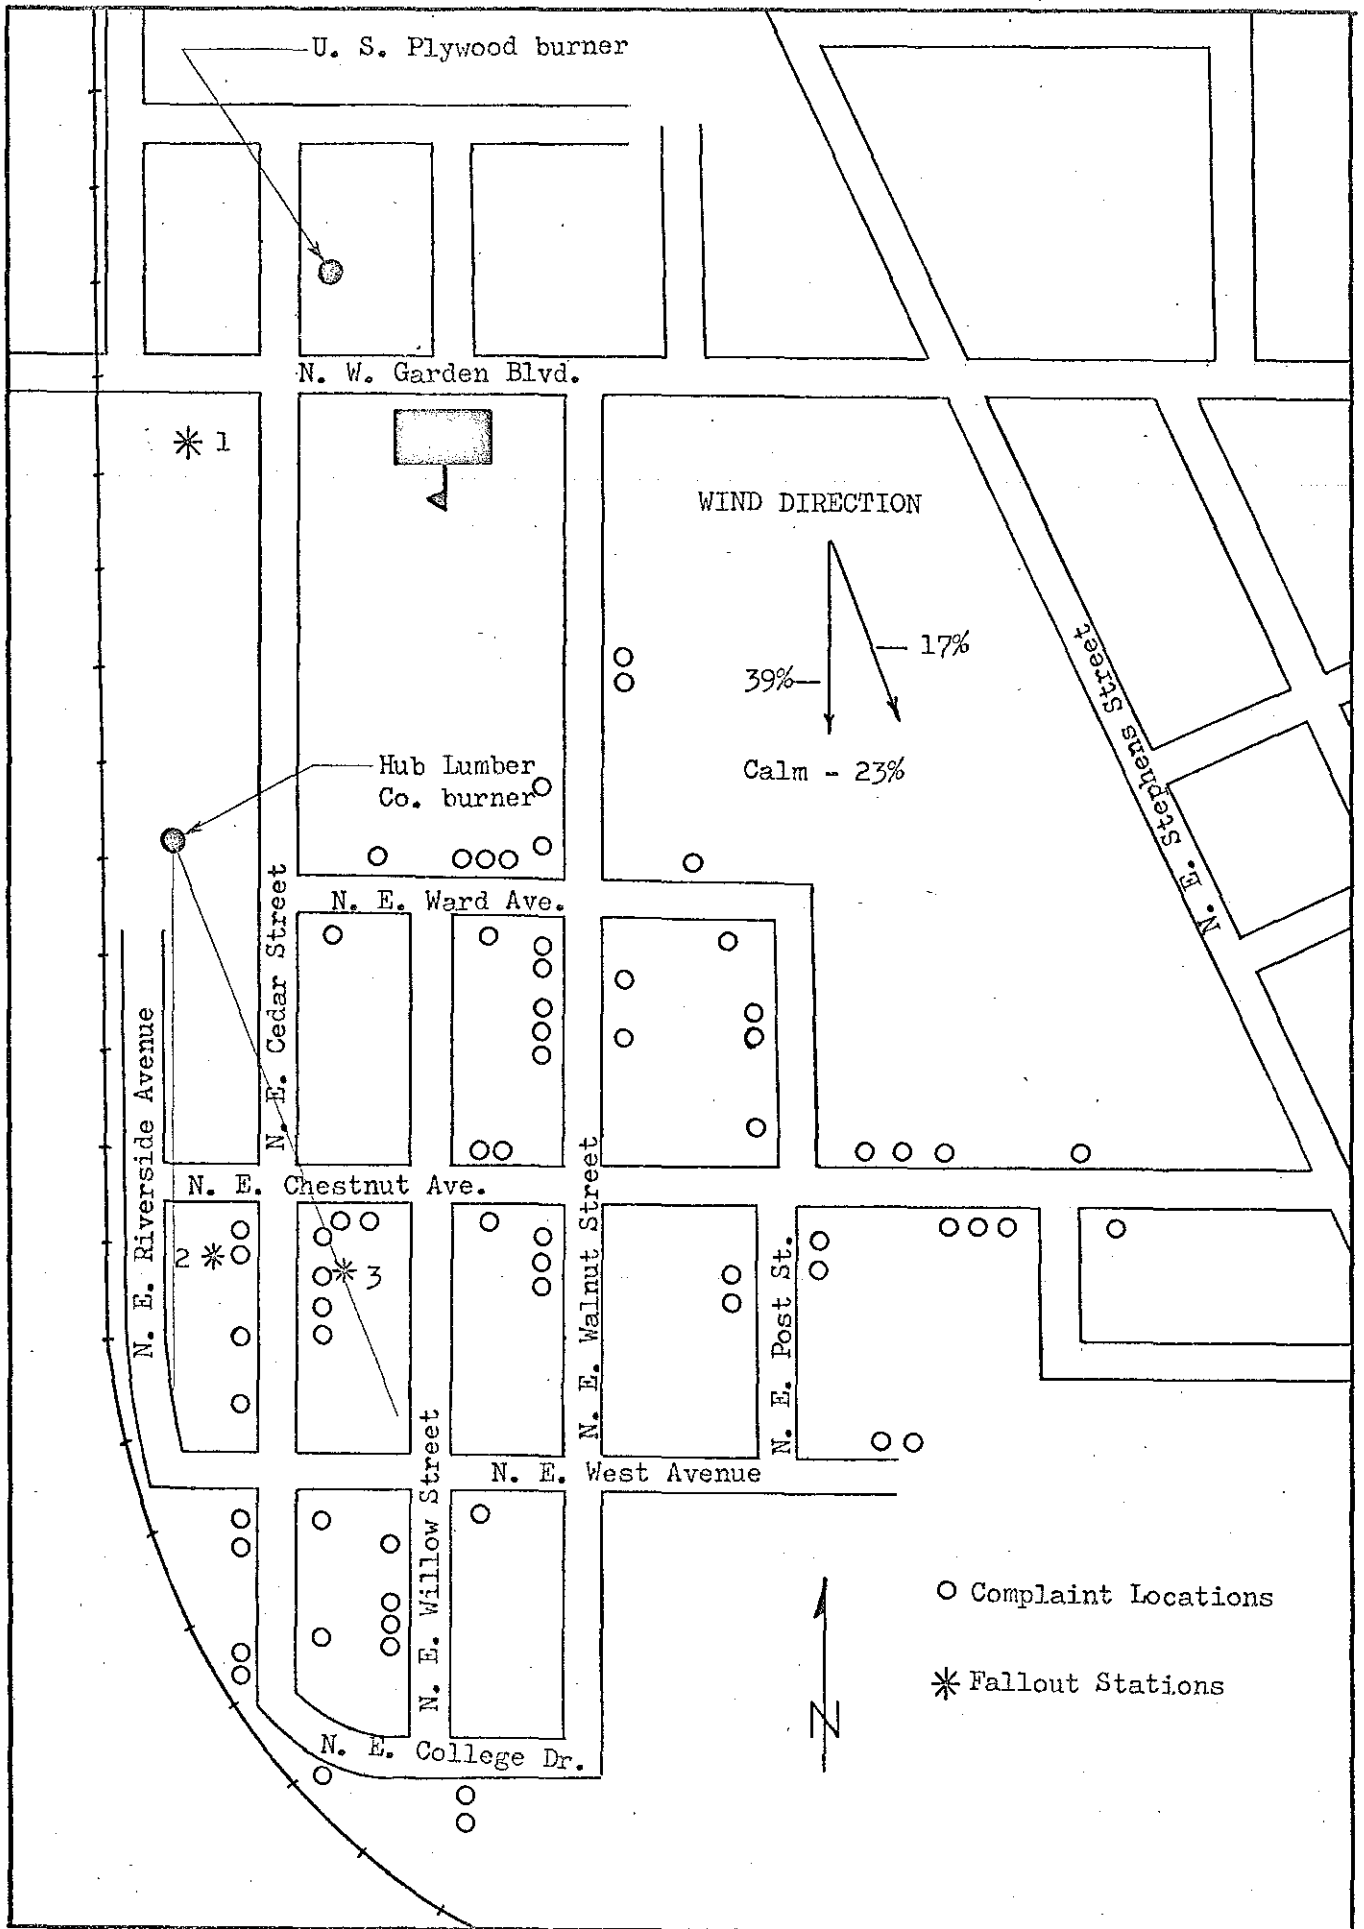 U. S. Plywood burner
N. W. Garden Blvd.
1
WIND DIRECTION
17%
39%
Calm - 23%
Hub Lumber
Co. burner
N. E. Stephens Street
N. E. Ward Ave.
N. E. Cedar Street
N. E. Riverside Avenue
N. E. Chestnut Ave.
2
3
N. E. Walnut Street
N. E. Post St.
N. E. Willow Street
N. E. West Avenue
Complaint Locations
Fallout Stations
N
N. E. College Dr.